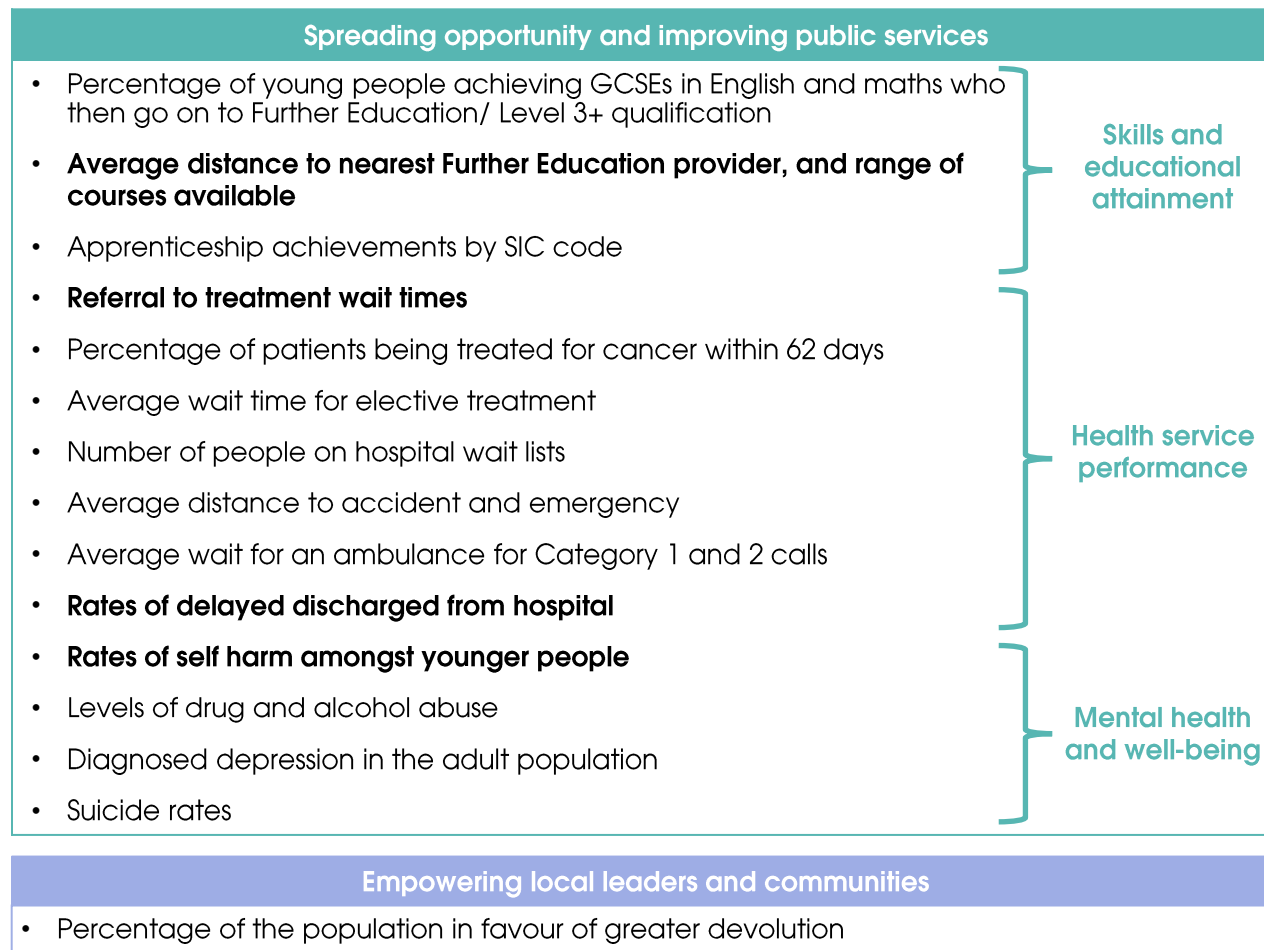 Spreading opportunity and improving public services
• Percentage of young people achieving GCSEs in English and maths who
then go on to Further Education/ Level 3+ qualification
• Average distance to nearest Further Education provider, and range of
courses available
• Apprenticeship achievements by SIC code
Skills and
educational
attainment
• Referral to treatment wait times
• Percentage of patients being treated for cancer within 62 days
• Average wait time for elective treatment
• Number of people on hospital wait lists
• Average distance to accident and emergency
• Average wait for an ambulance for Category 1 and 2 calls
• Rates of delayed discharged from hospital
Health service
performance
• Rates of self harm amongst younger people
• Levels of drug and alcohol abuse
• Diagnosed depression in the adult population
• Suicide rates
Mental health
and well-being
Empowering local leaders and communities
• Percentage of the population in favour of greater devolution